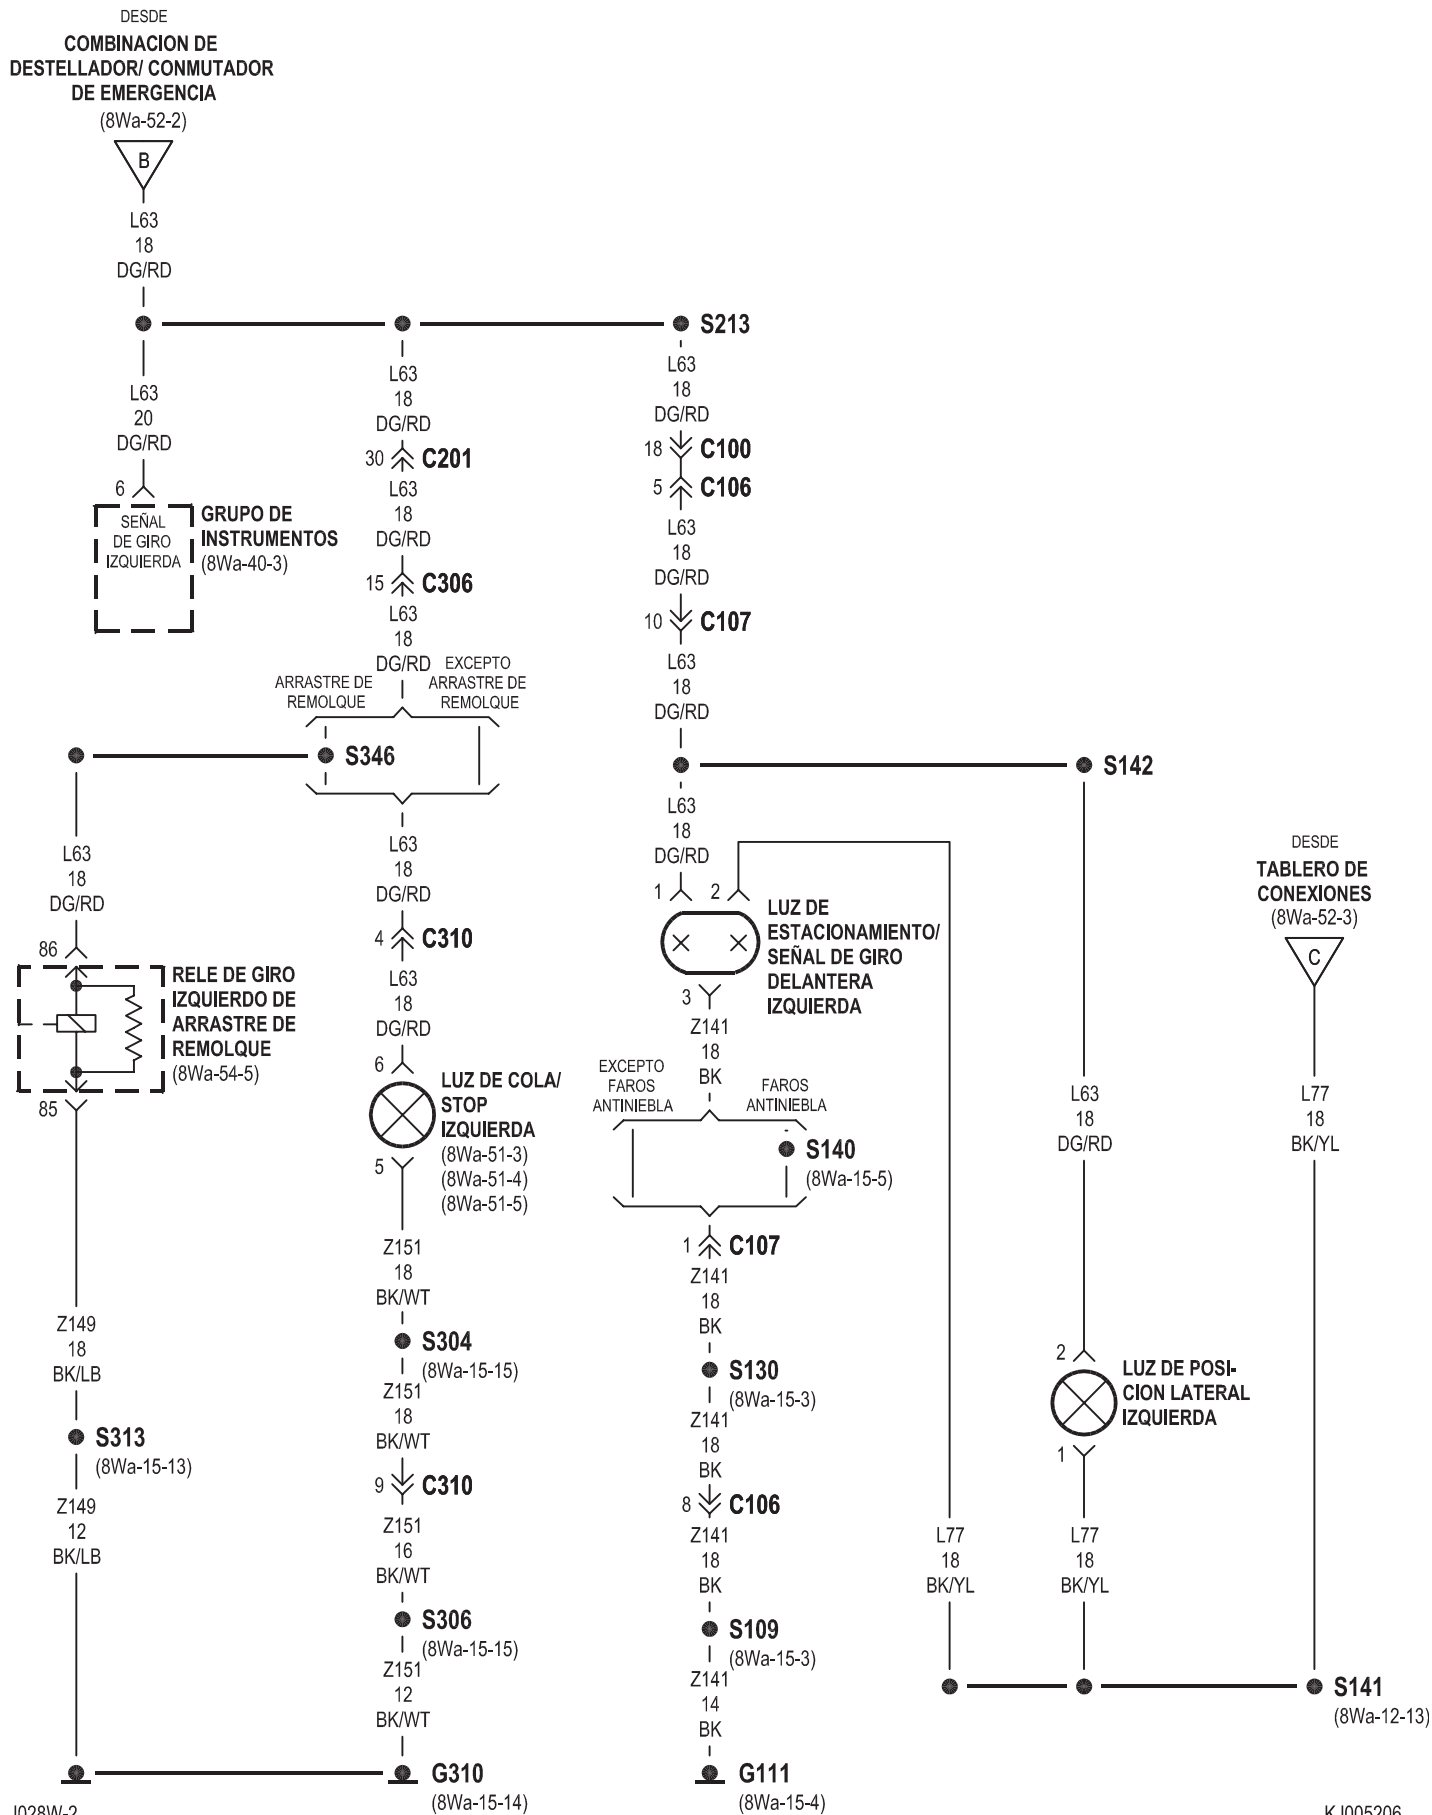 DESDE
COMBINACION DE
DESTELLADOR/ CONMUTADOR
DE EMERGENCIA
(8Wa-52-2)
B
L63
18
DG/RD
S213
L63
20
DG/RD
6
SEÑAL
DE GIRO
IZQUIERDA
GRUPO DE
INSTRUMENTOS
(8Wa-40-3)
L63
18
DG/RD
30 C201
L63
18
DG/RD
15 C306
L63
18
DG/RD
ARRASTRE DE
REMOLQUE
EXCEPTO
ARRASTRE DE
REMOLQUE
S346
L63
18
DG/RD
86
RELE DE GIRO
IZQUIERDO DE
ARRASTRE DE
REMOLQUE
(8Wa-54-5)
85
Z149
18
BK/LB
S313
(8Wa-15-13)
Z149
12
BK/LB
L63
18
DG/RD
4 C310
L63
18
DG/RD
6
LUZ DE COLA/
STOP
IZQUIERDA
(8Wa-51-3)
(8Wa-51-4)
(8Wa-51-5)
5
Z151
18
BK/WT
S304
(8Wa-15-15)
Z151
18
BK/WT
9 C310
Z151
16
BK/WT
S306
(8Wa-15-15)
Z151
12
BK/WT
G310
(8Wa-15-14)
L63
18
DG/RD
18 C100
5 C106
L63
18
DG/RD
10 C107
L63
18
DG/RD
S142
L63
18
DG/RD
1 2
LUZ DE
ESTACIONAMIENTO/
SEÑAL DE GIRO
DELANTERA
IZQUIERDA
3
Z141
18
BK
EXCEPTO
FAROS
ANTINIEBLA
FAROS
ANTINIEBLA
S140
(8Wa-15-5)
1 C107
Z141
18
BK
S130
(8Wa-15-3)
Z141
18
BK
8 C106
Z141
18
BK
S109
(8Wa-15-3)
Z141
14
BK
G111
(8Wa-15-4)
L77
18
BK/YL
L63
18
DG/RD
2
LUZ DE POSI-
CION LATERAL
IZQUIERDA
1
L77
18
BK/YL
DESDE
TABLERO DE
CONEXIONES
(8Wa-52-3)
C
L77
18
BK/YL
S141
(8Wa-12-13)
J028W-2
KJ005206